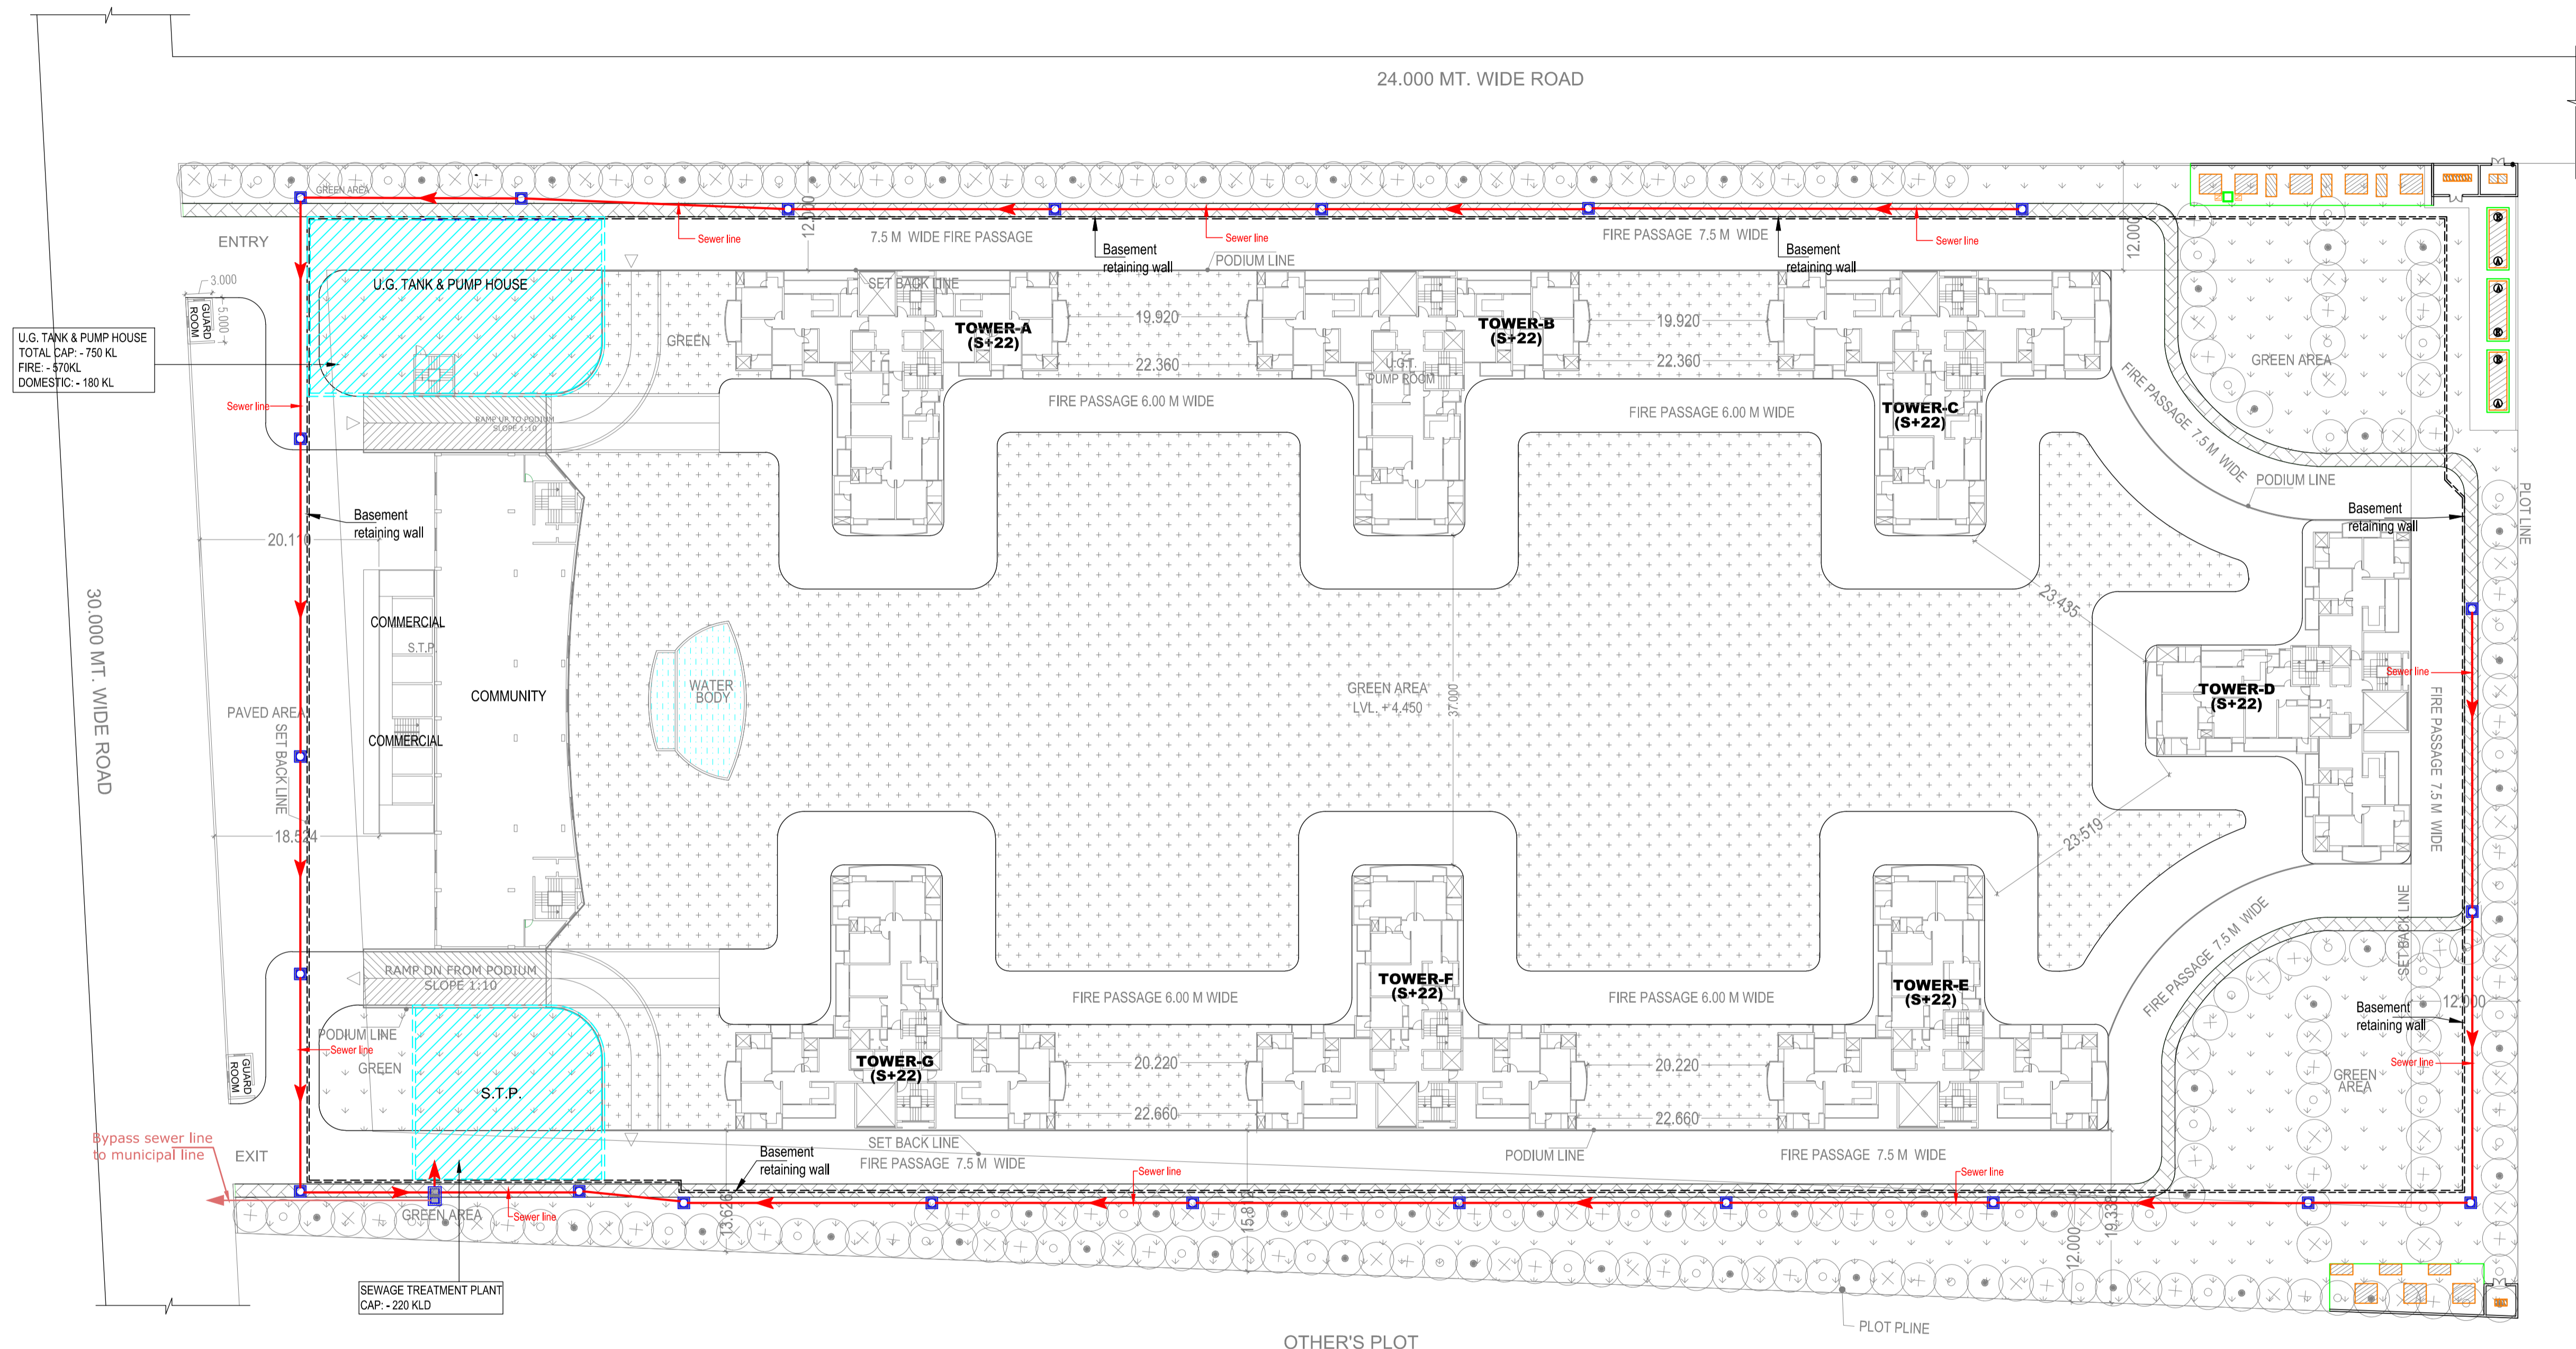 24.000 MT. WIDE ROAD
GREEN AREA
ENTRY
Sewer line
12.000
7.5 M WIDE FIRE PASSAGE
Basement
retaining wall
Sewer line
PODIUM LINE
FIRE PASSAGE 7.5 M WIDE
Basement
retaining wall
Sewer line
12.000
3.000
5.000
GUARD
ROOM
U.G. TANK & PUMP HOUSE
SET BACK LINE
U.G. TANK & PUMP HOUSE
TOTAL CAP: - 750 KL
FIRE: - 570KL
DOMESTIC: - 180 KL
GREEN
TOWER-A
(S+22)
19.920
22.360
TOWER-B
(S+22)
U.G.T.
PUMP ROOM
19.920
22.360
TOWER-C
(S+22)
GREEN AREA
FIRE PASSAGE 7.5 M WIDE
Sewer line
RAMP UP TO PODIUM
SLOPE 1:10
FIRE PASSAGE 6.00 M WIDE
FIRE PASSAGE 6.00 M WIDE
PODIUM LINE
PLOT LINE
Basement
retaining wall
Basement
retaining wall
20.110
30.000 MT. WIDE ROAD
COMMERCIAL
S.T.P.
COMMUNITY
COMMERCIAL
PAVED AREA
SET BACK LINE
18.524
WATER
BODY
GREEN AREA
LVL. + 4.450
37.000
23.435
TOWER-D
(S+22)
Sewer line
FIRE PASSAGE 7.5 M WIDE
23.519
SET BACK LINE
FIRE PASSAGE 7.5 M WIDE
12.000
Basement
retaining wall
Sewer line
GREEN
AREA
RAMP DN FROM PODIUM
SLOPE 1:10
FIRE PASSAGE 6.00 M WIDE
TOWER-F
(S+22)
FIRE PASSAGE 6.00 M WIDE
TOWER-E
(S+22)
PODIUM LINE
Sewer line
GREEN
GUARD
ROOM
S.T.P.
TOWER-G
(S+22)
20.220
22.660
20.220
22.660
Bypass sewer line
to municipal line
EXIT
SET BACK LINE
FIRE PASSAGE 7.5 M WIDE
Basement
retaining wall
PODIUM LINE
FIRE PASSAGE 7.5 M WIDE
Sewer line
Sewer line
GREEN AREA
Sewer line
13.626
12.000
19.338
SEWAGE TREATMENT PLANT
CAP: - 220 KLD
PLOT PLINE
OTHER'S PLOT